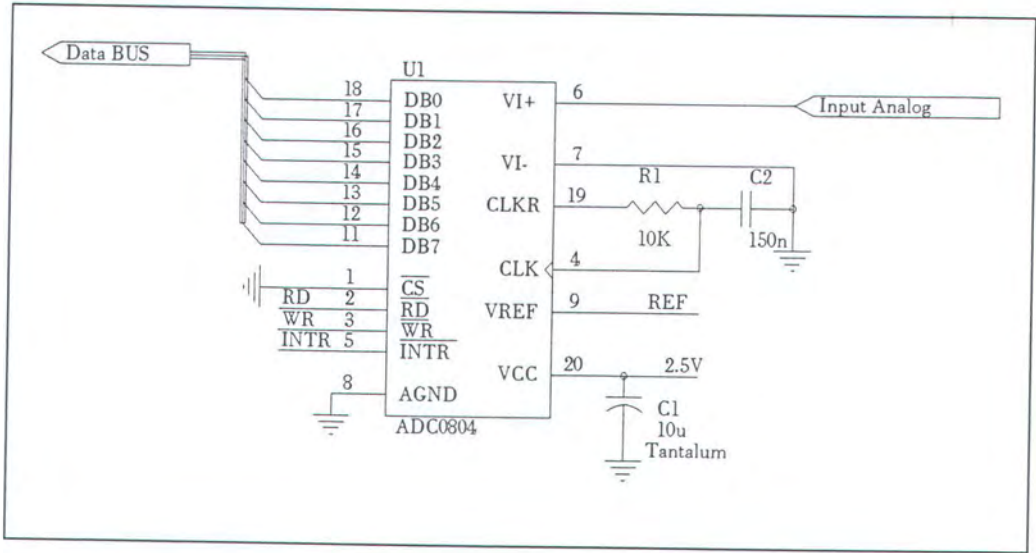 Data BUS
U1
18 DB0
17 DB1
16 DB2
15 DB3
14 DB4
13 DB5
12 DB6
11 DB7
1 CS
RD 2 RD
WR 3 WR
INTR 5 INTR
8 AGND
ADC0804
VI+ 6
Input Analog
VI- 7
CLKR 19
R1
10K
C2
150n
CLK 4
VREF 9 REF
VCC 20 2.5V
C1
10u
Tantalum